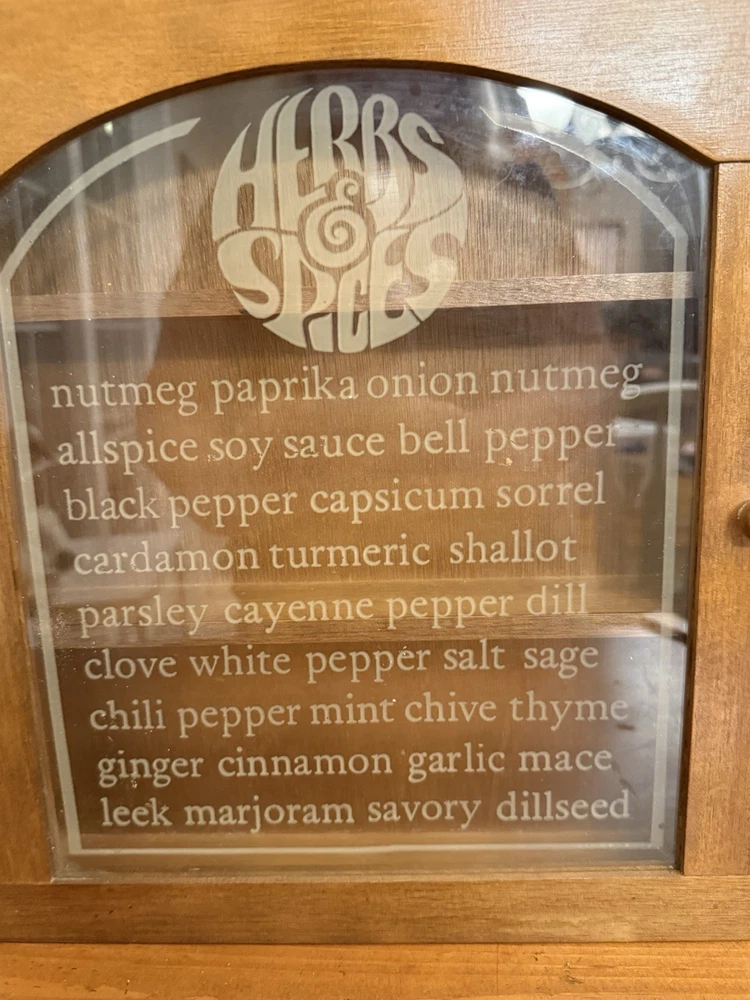 HERBS
&
SPICES
nutmeg paprika onion nutmeg
allspice soy sauce bell pepper
black pepper capsicum sorrel
cardamon turmeric shallot
parsley cayenne pepper dill
clove white pepper salt sage
chili pepper mint chive thyme
ginger cinnamon garlic mace
leek marjoram savory dillseed